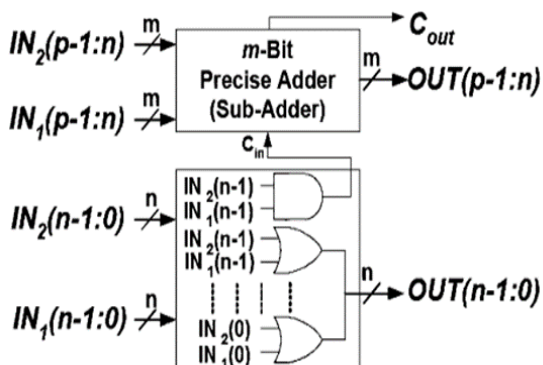 IN2(p-1:n) m
IN1(p-1:n) m
m-Bit
Precise Adder
(Sub-Adder)
Cout
m OUT(p-1:n)
Cin
IN2(n-1:0) n
IN1(n-1:0) n
IN2(n-1)
IN1(n-1)
IN2(n-1)
IN1(n-1)
IN2(0)
IN1(0)
n OUT(n-1:0)